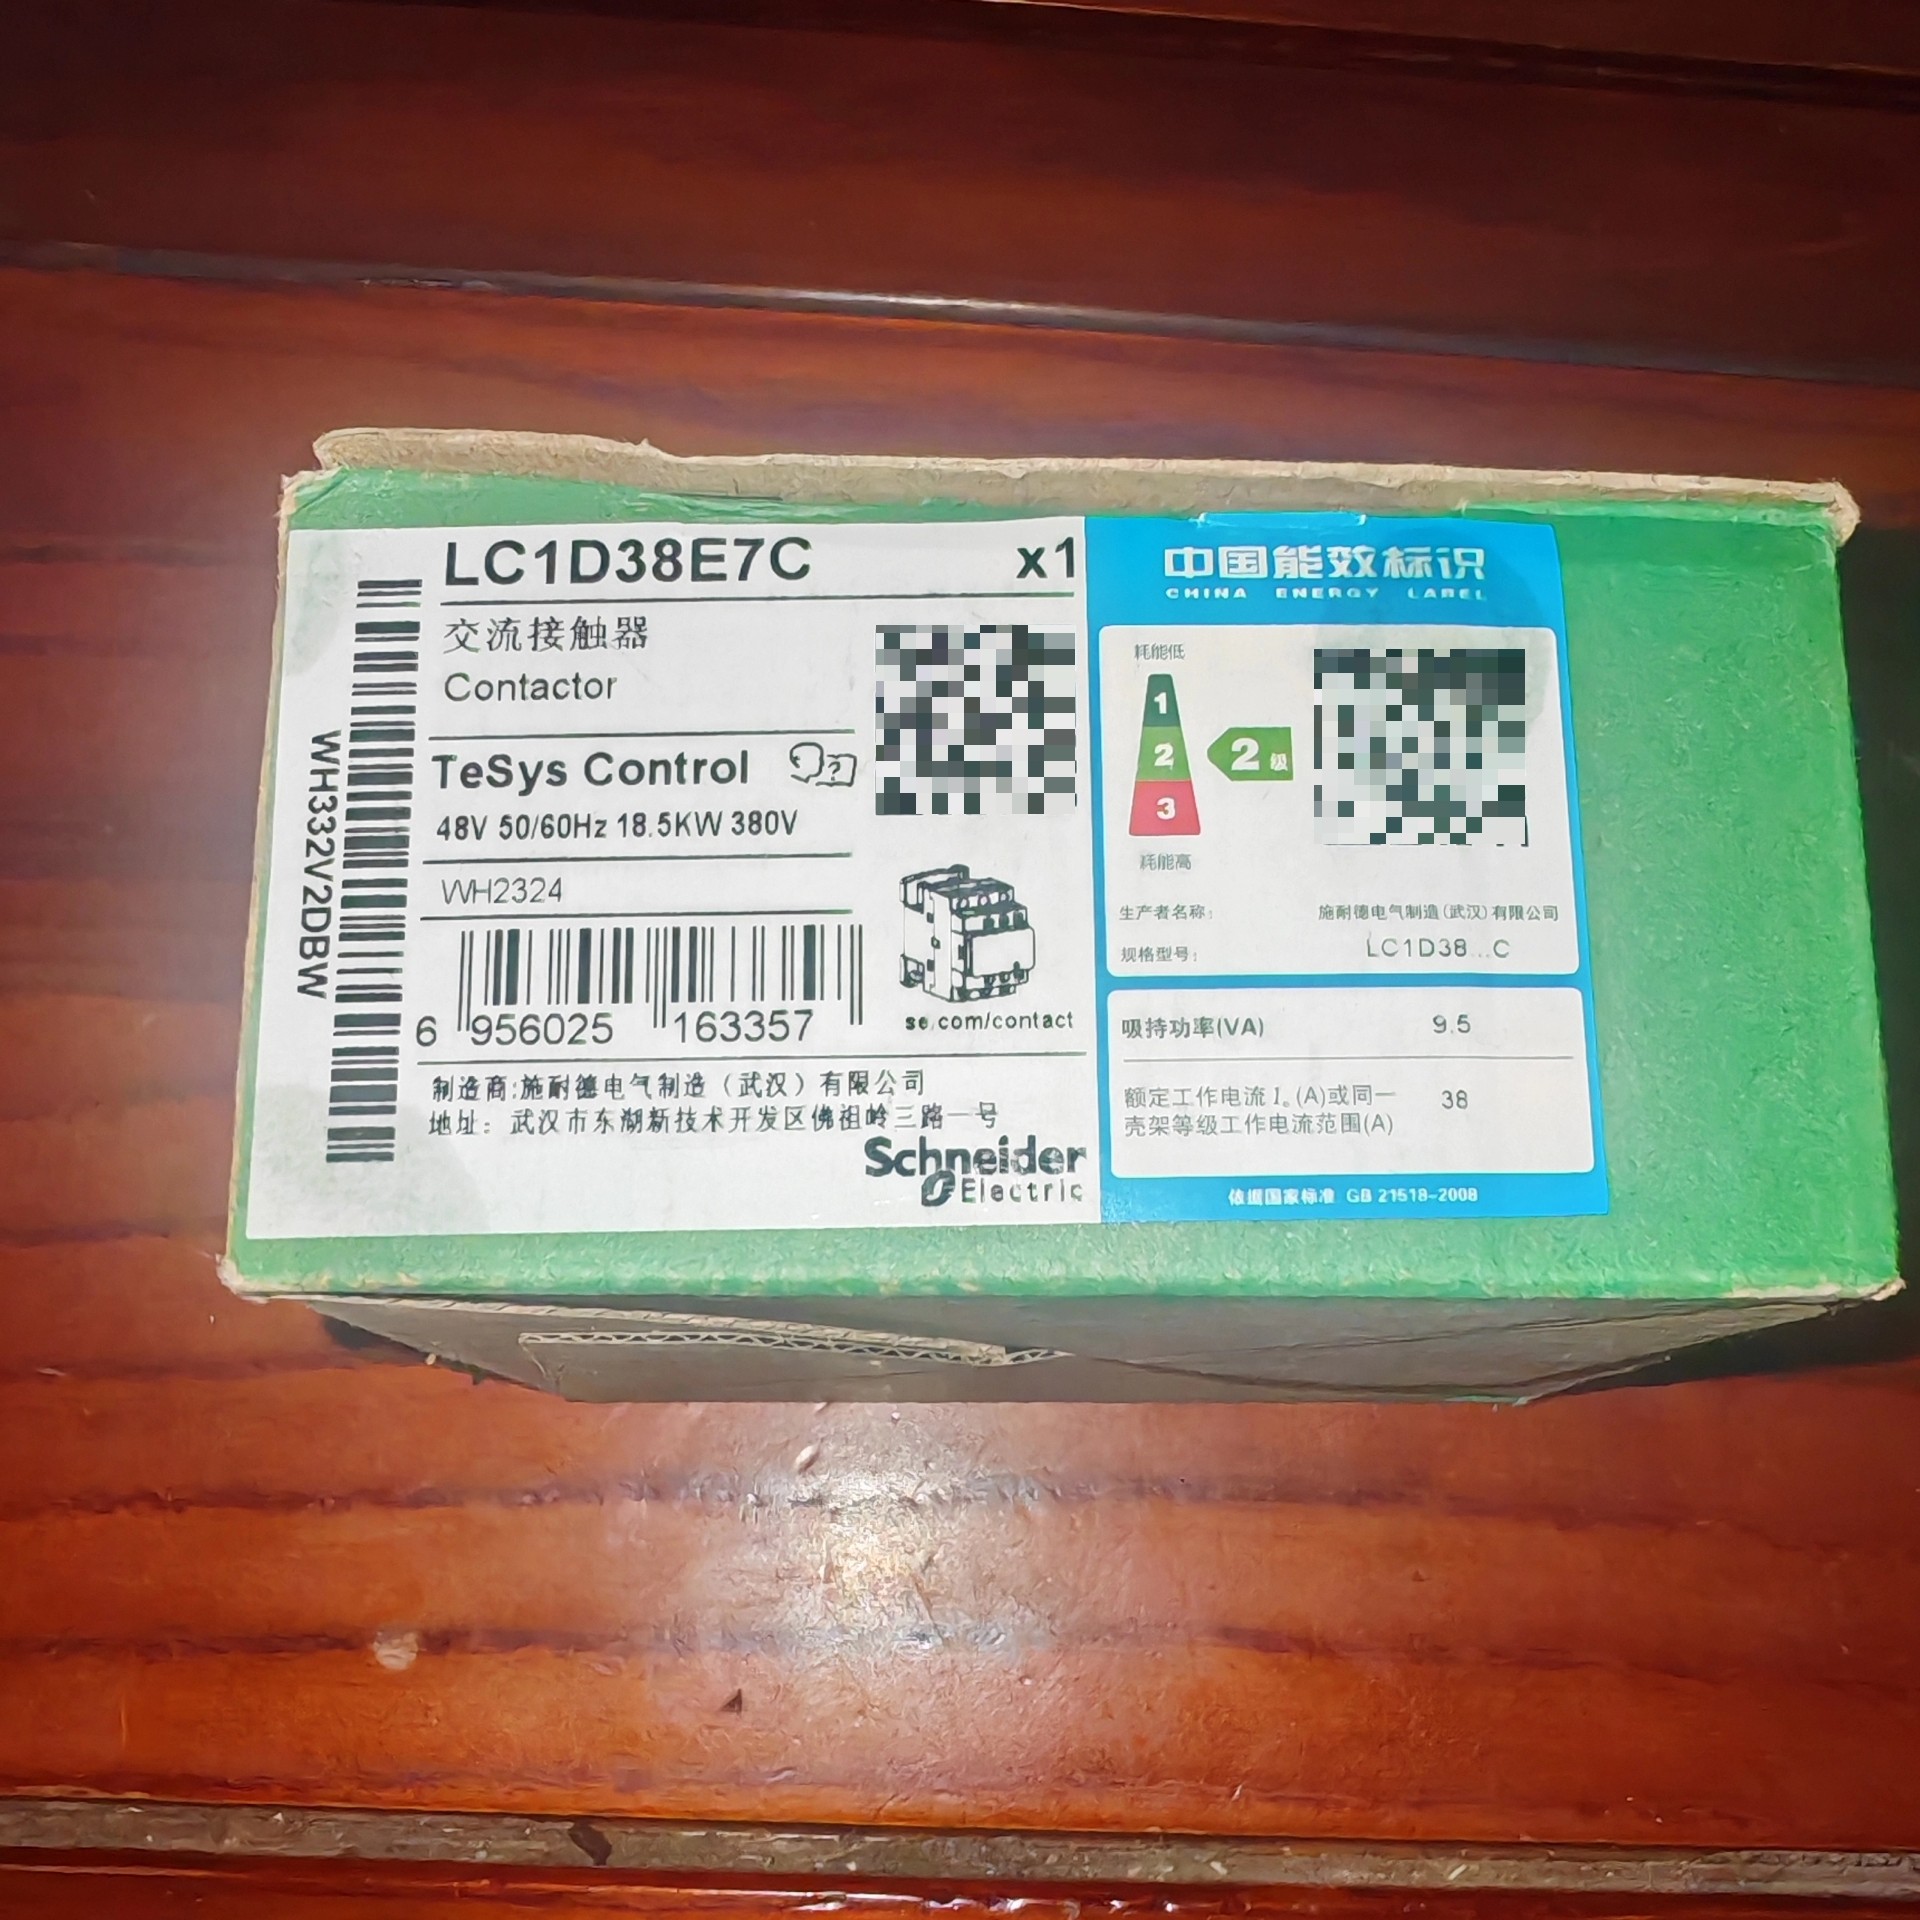 LC1D38E7C x1
交流接触器
Contactor
TeSys Control
48V 50/60Hz 18.5KW 380V
WH2324
6 956025 163357
se.com/contact
制造商:施耐德电气制造（武汉）有限公司
地址：武汉市东湖新技术开发区佛祖岭三路一号
Schneider
Electric
WH332V2DBW
中国能效标识
CHINA ENERGY LABEL
耗能低
1
2
3
2级
耗能高
生产者名称： 施耐德电气制造(武汉)有限公司
规格型号： LC1D38...C
吸持功率(VA) 9.5
额定工作电流Ie(A)或同一 38
壳架等级工作电流范围(A)
依据国家标准 GB 21518-2008